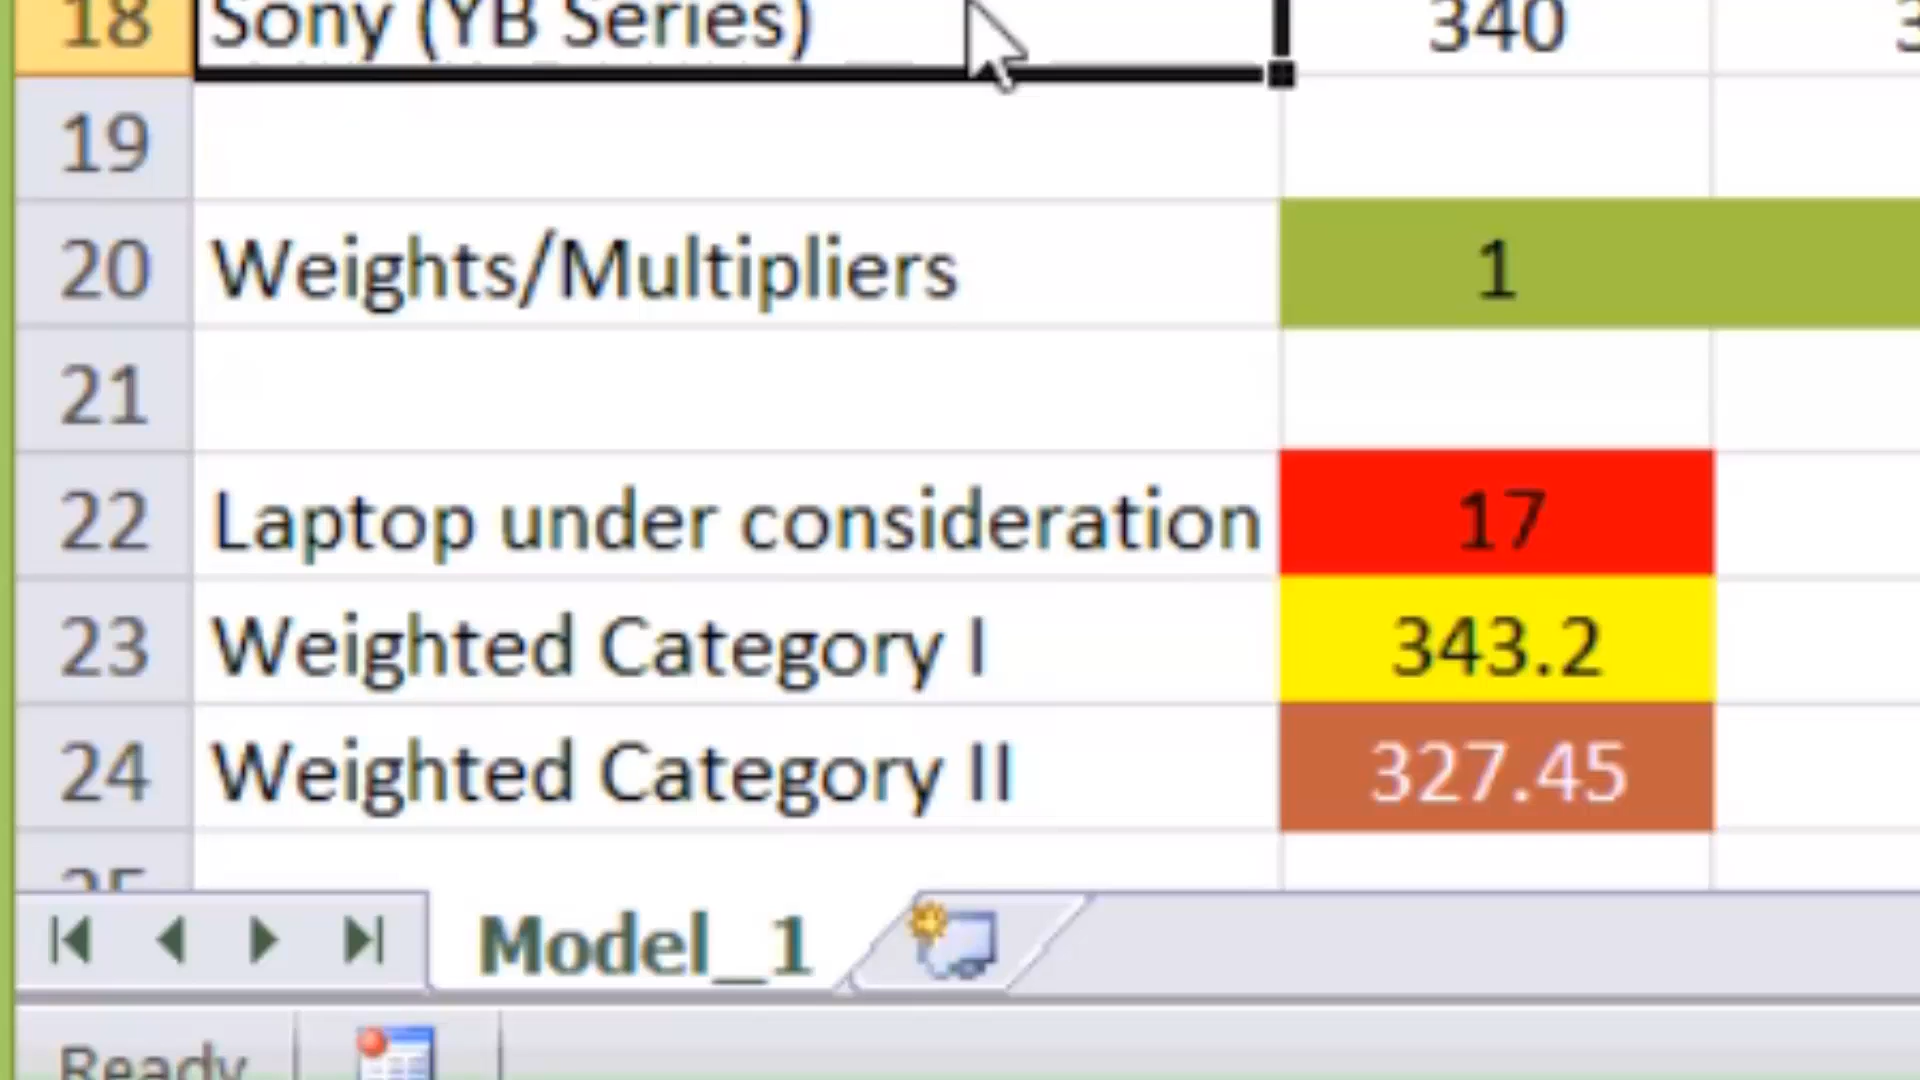 18 Sony (YB Series) 340
19
20 Weights/Multipliers 1
21
22 Laptop under consideration 17
23 Weighted Category I 343.2
24 Weighted Category II 327.45
25
Model_1
Ready